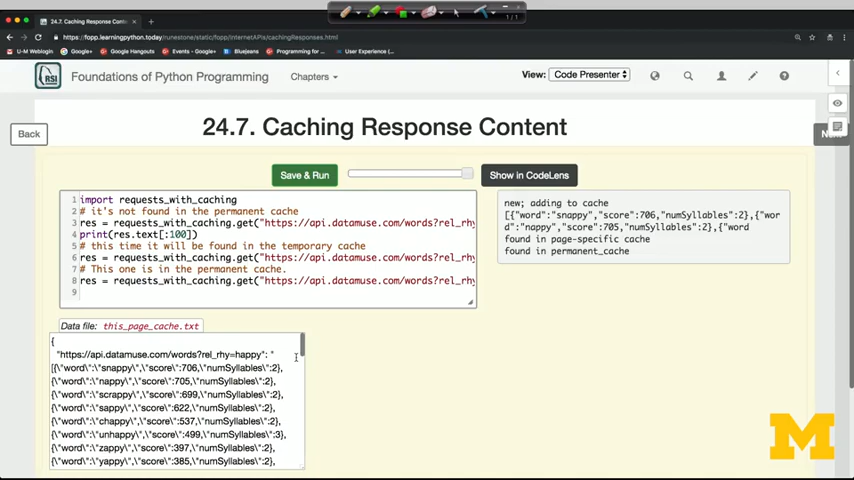 1/1
24.7. Caching Response Conten
https://fopp.learningpython.today/runestone/static/fopp/InternetAPIs/cachingResponses.html
U-M Weblogin
Google+
Google Hangouts
Events - Google+
Bluejeans
Programming for ...
User Experience (...
RSI
Foundations of Python Programming
Chapters
View:
Code Presenter
Back
24.7. Caching Response Content
Save & Run
Show in CodeLens
1 import requests_with_caching
2 # it's not found in the permanent cache
3 res = requests_with_caching.get("https://api.datamuse.com/words?rel_rhy
4 print(res.text[:100])
5 # this time it will be found in the temporary cache
6 res = requests_with_caching.get("https://api.datamuse.com/words?rel_rhy
7 # This one is in the permanent cache.
8 res = requests_with_caching.get("https://api.datamuse.com/words?rel_rhy
9
new; adding to cache
[{"word":"snappy","score":706,"numSyllables":2},{"wor
d":"nappy","score":705,"numSyllables":2},{"word
found in page-specific cache
found in permanent_cache
Data file: this_page_cache.txt
{
"https://api.datamuse.com/words?rel_rhy=happy": "
[{\"word\":\"snappy\",\"score\":706,\"numSyllables\":2},
{\"word\":\"nappy\",\"score\":705,\"numSyllables\":2},
{\"word\":\"scrappy\",\"score\":699,\"numSyllables\":2},
{\"word\":\"sappy\",\"score\":622,\"numSyllables\":2},
{\"word\":\"chappy\",\"score\":537,\"numSyllables\":2},
{\"word\":\"unhappy\",\"score\":499,\"numSyllables\":3},
{\"word\":\"zappy\",\"score\":397,\"numSyllables\":2},
{\"word\":\"yappy\",\"score\":385,\"numSyllables\":2},
M